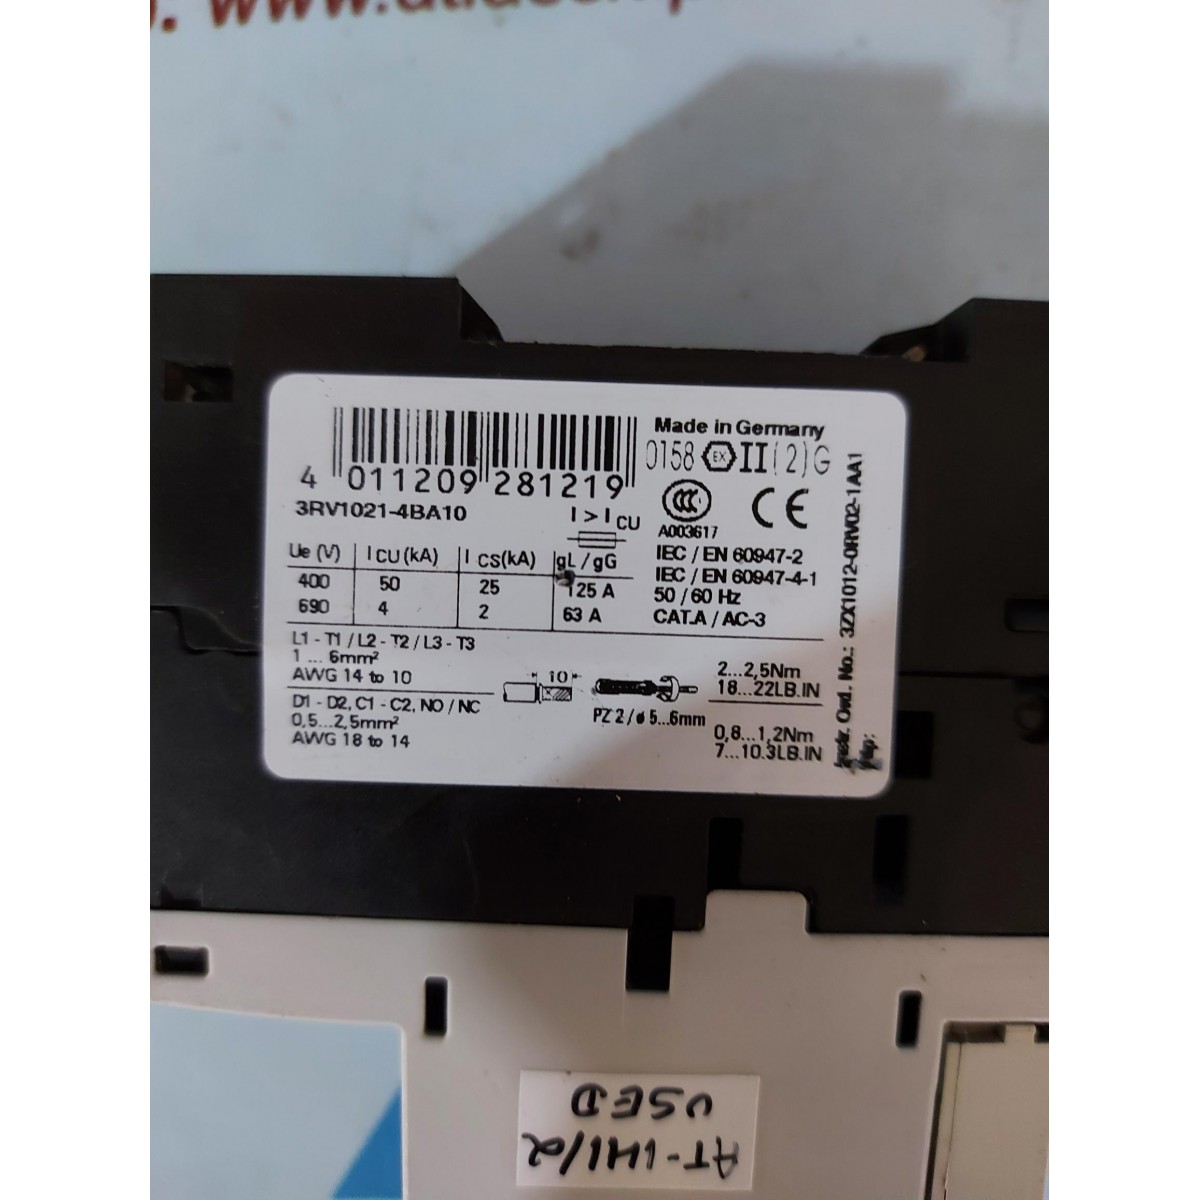 Made in Germany
0158 Ex II (2) G
4 011209 281219
3RV1021-4BA10
I > I CU
CE
A003617
Ue (V) I CU (kA) I CS(kA) gL / gG
400 50 25 125 A
690 4 2 63 A
IEC / EN 60947-2
IEC / EN 60947-4-1
50 / 60 Hz
CAT.A / AC-3
L1 - T1 / L2 - T2 / L3 - T3
1 ... 6mm²
AWG 14 to 10
D1 - D2, C1 - C2, NO / NC
0,5...2,5mm²
AWG 18 to 14
10
PZ 2 / ø 5...6mm
2...2,5Nm
18...22LB.IN
0,8...1,2Nm
7...10.3LB.IN
Instr. Ord. No.: 3ZX1012-0RV02-1AA1
AT-1H1/2
USED